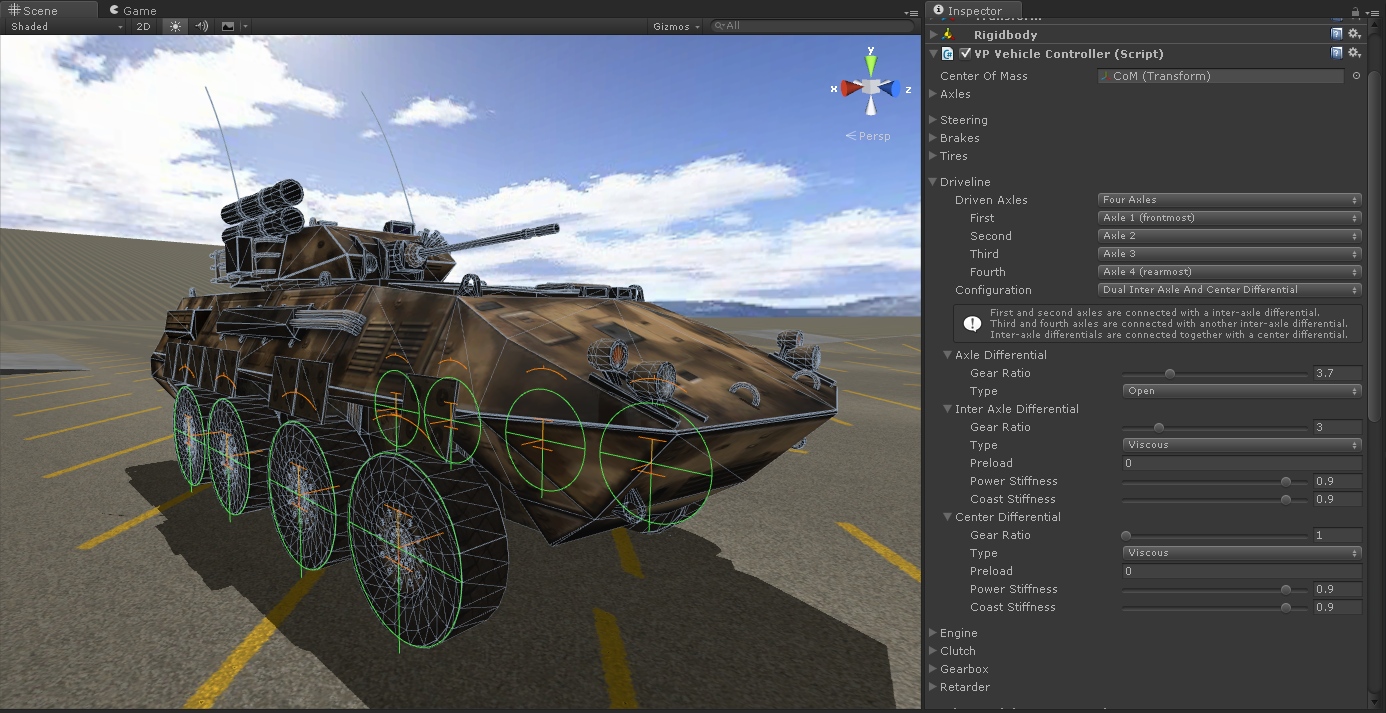 Scene
Game
Shaded
2D
Gizmos
All
y
x
z
Persp
Inspector
Transform
Rigidbody
VP Vehicle Controller (Script)
Center Of Mass
CoM (Transform)
Axles
Steering
Brakes
Tires
Driveline
Driven Axles
Four Axles
First
Axle 1 (frontmost)
Second
Axle 2
Third
Axle 3
Fourth
Axle 4 (rearmost)
Configuration
Dual Inter Axle And Center Differential
First and second axles are connected with a inter-axle differential.
Third and fourth axles are connected with another inter-axle differential.
Inter-axle differentials are connected together with a center differential.
Axle Differential
Gear Ratio
3.7
Type
Open
Inter Axle Differential
Gear Ratio
3
Type
Viscous
Preload
0
Power Stiffness
0.9
Coast Stiffness
0.9
Center Differential
Gear Ratio
1
Type
Viscous
Preload
0
Power Stiffness
0.9
Coast Stiffness
0.9
Engine
Clutch
Gearbox
Retarder